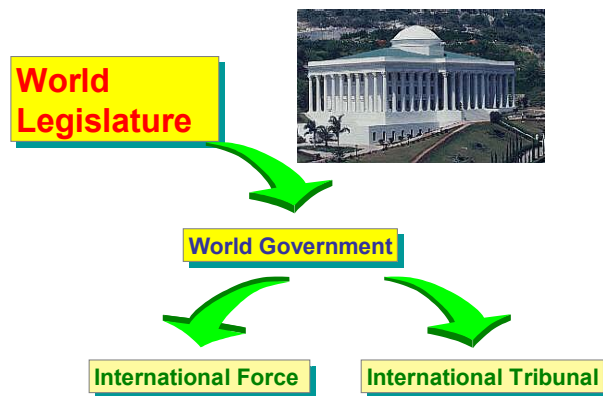 World
Legislature
World Government
International Force
International Tribunal